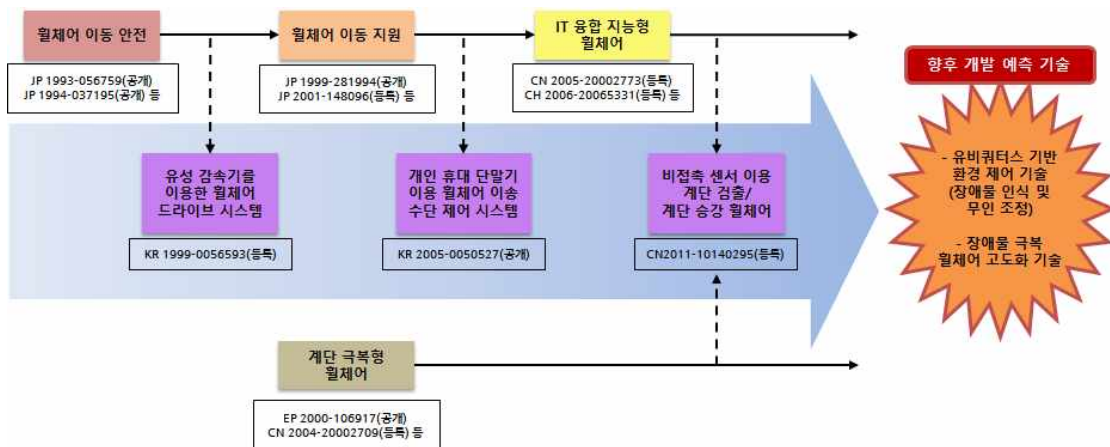 휠체어 이동 안전
JP 1993-056759(공개)
JP 1994-037195(공개) 등
휠체어 이동 지원
JP 1999-281994(공개)
JP 2001-148096(등록) 등
IT 융합 지능형
휠체어
CN 2005-20002773(등록)
CH 2006-20065331(등록) 등
향후 개발 예측 기술
유성 감속기를
이용한 휠체어
드라이브 시스템
KR 1999-0056593(등록)
개인 휴대 단말기
이용 휠체어 이송
수단 제어 시스템
KR 2005-0050527(공개)
비접측 센서 이용
계단 검출/
계단 승강 휠체어
CN2011-10140295(등록)
- 유비쿼터스 기반
환경 제어 기술
(장애물 인식 및
무인 조정)
- 장애물 극복
휠체어 고도화 기술
계단 극복형
휠체어
EP 2000-106917(공개)
CN 2004-20002709(등록) 등